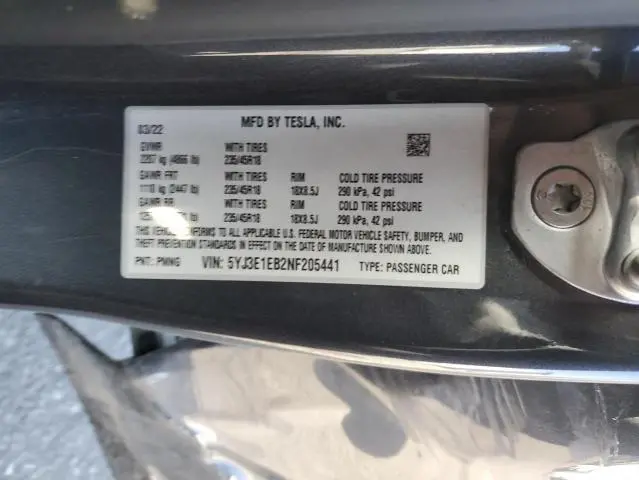 MFD BY TESLA, INC.
03/22
GVWR WITH TIRES
2207 kg (4866 lb) 235/45R18
GAWR FRT WITH TIRES RIM COLD TIRE PRESSURE
1110 kg (2447 lb) 235/45R18 18X8.5J 290 kPa, 42 psi
GAWR RR WITH TIRES RIM COLD TIRE PRESSURE
lb) 235/45R18 18X8.5J 290 kPa, 42 psi
THIS VEHICLE CONFORMS TO ALL APPLICABLE U.S. FEDERAL MOTOR VEHICLE SAFETY, BUMPER, AND
THEFT PREVENTION STANDARDS IN EFFECT ON THE DATE OF MANUFACTURE SHOWN ABOVE.
PNT: PMNG VIN: 5YJ3E1EB2NF205441 TYPE: PASSENGER CAR